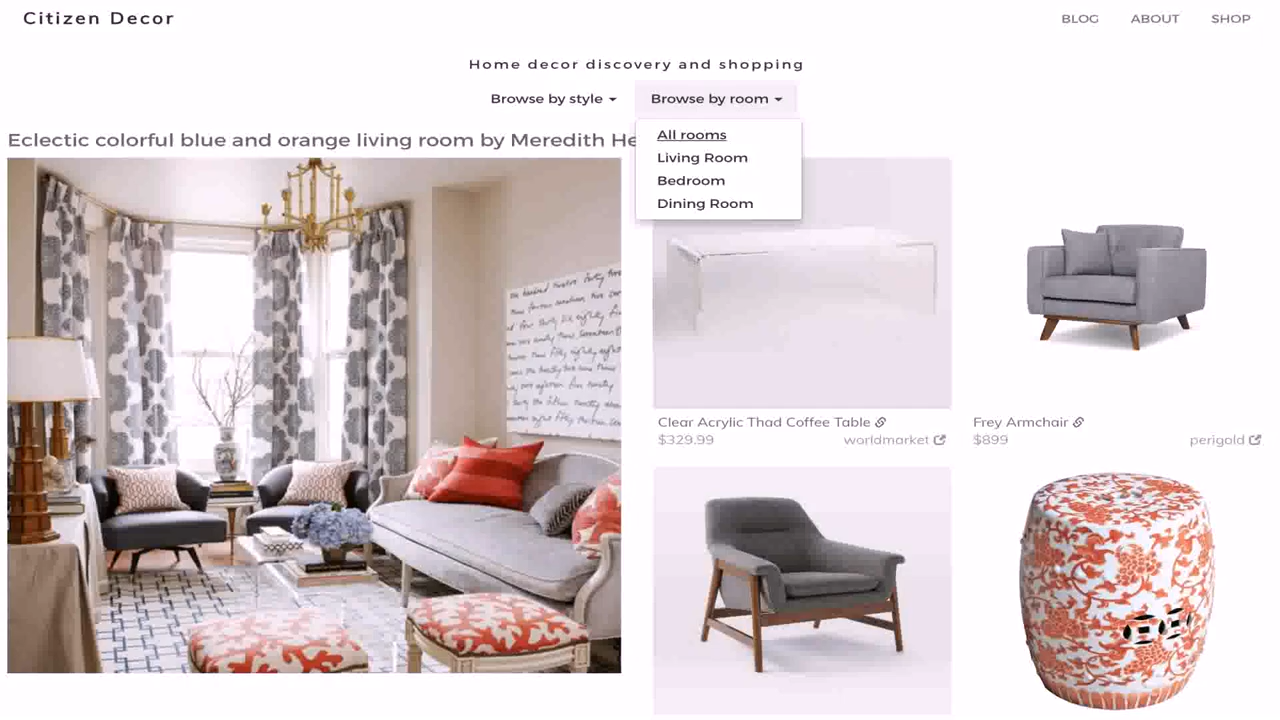 Citizen Decor
BLOG ABOUT SHOP
Home decor discovery and shopping
Browse by style Browse by room
All rooms
Living Room
Bedroom
Dining Room
Eclectic colorful blue and orange living room by Meredith
Clear Acrylic Thad Coffee Table
$329.99 worldmarket
Frey Armchair
$899 perigold